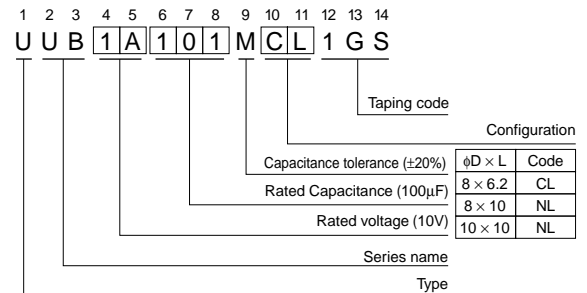 1 2 3 4 5 6 7 8 9 10 11 12 13 14
U U B 1 A 1 0 1 M C L 1 G S
Taping code
Configuration
Capacitance tolerance (±20%)
Rated Capacitance (100µF)
Rated voltage (10V)
Series name
Type
ϕD × L Code
8 × 6.2 CL
8 × 10 NL
10 × 10 NL